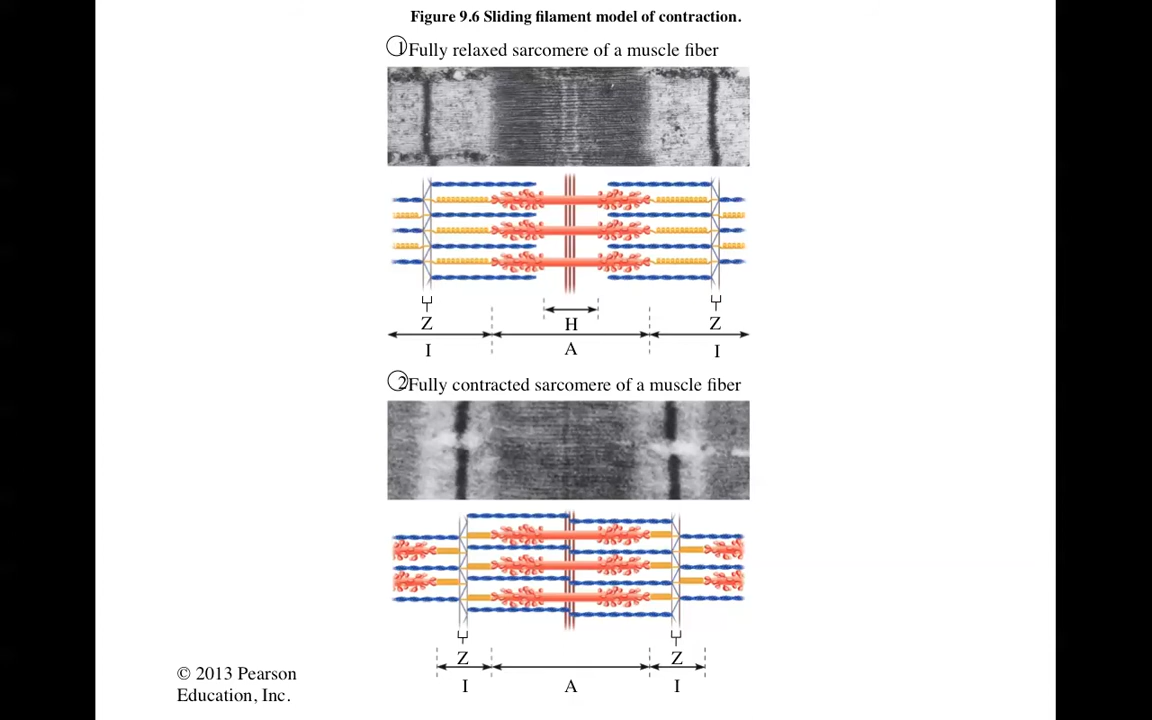 Figure 9.6 Sliding filament model of contraction.
1 Fully relaxed sarcomere of a muscle fiber
Z H Z
I A I
2 Fully contracted sarcomere of a muscle fiber
Z Z
I A I
© 2013 Pearson
Education, Inc.